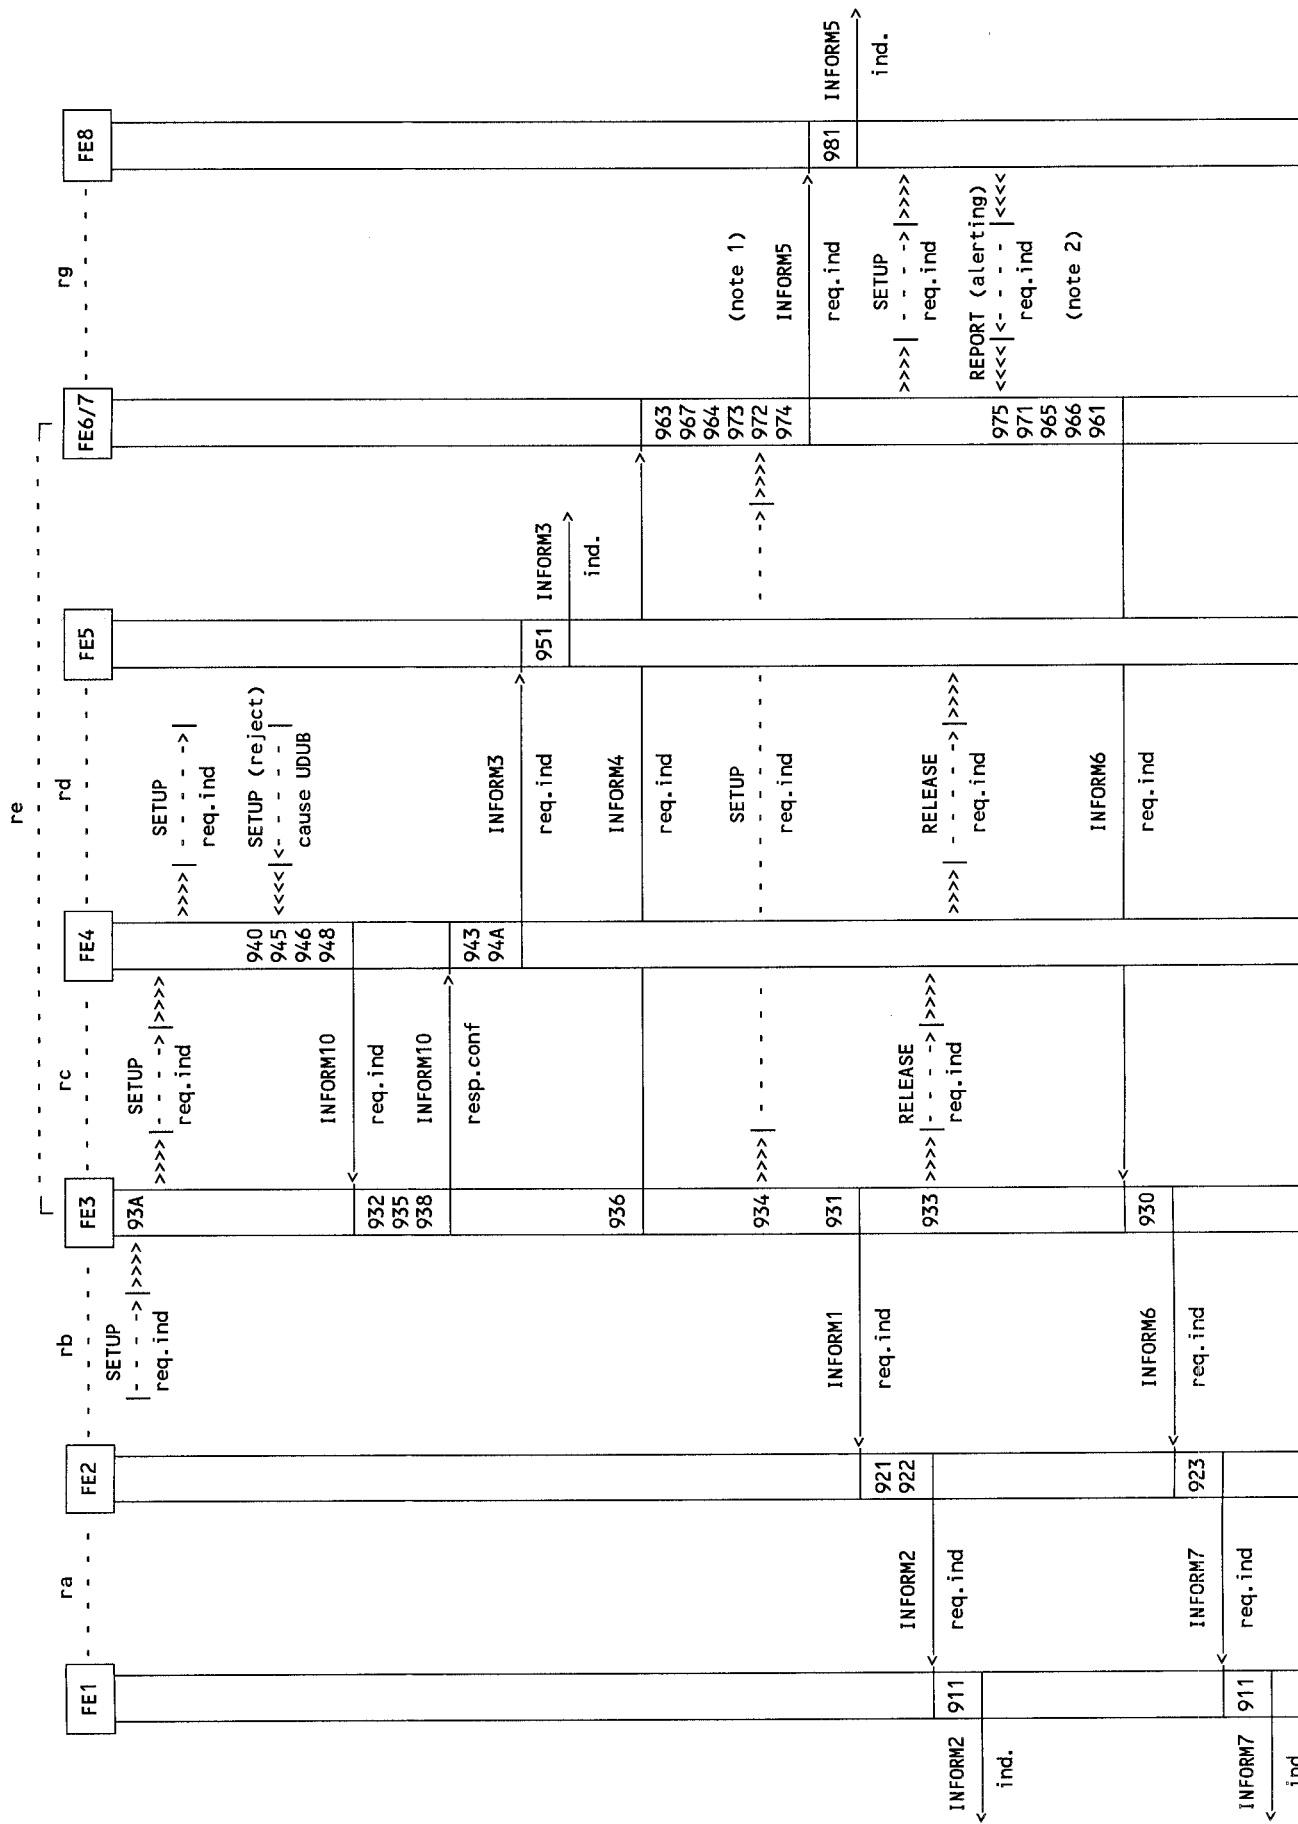 re
ra rb rc rd rg
FE1 FE2 FE3 FE4 FE5 FE6/7 FE8
SETUP
|- - - ->|>>>> 93A
req.ind
SETUP
>>>>|- - - ->|>>>>
req.ind
SETUP
>>>>|- - - - ->|
req.ind
940
945
946
948
SETUP (reject)
<<<<|<- - - - -|
cause UDUB
INFORM10
req.ind
932
935
938
INFORM10
resp.conf
943
94A
INFORM3
req.ind
951
INFORM3
ind.
936
INFORM4
req.ind
963
967
964
973
972
974
934
>>>>|- - - - - SETUP - - - - ->|>>>>
req.ind
(note 1)
INFORM5
req.ind
981
INFORM5
ind.
931
INFORM1
req.ind
921
922
INFORM2
req.ind
911
INFORM2
ind.
SETUP
>>>>|- - - - ->|>>>>
req.ind
933
RELEASE
>>>>|- - - ->|>>>>
req.ind
RELEASE
>>>>|- - - - ->|>>>>
req.ind
REPORT (alerting)
<<<<|<- - - - -|<<<<
req.ind
975
971
965
966
961
(note 2)
INFORM6
req.ind
930
INFORM6
req.ind
923
INFORM7
req.ind
911
INFORM7
ind